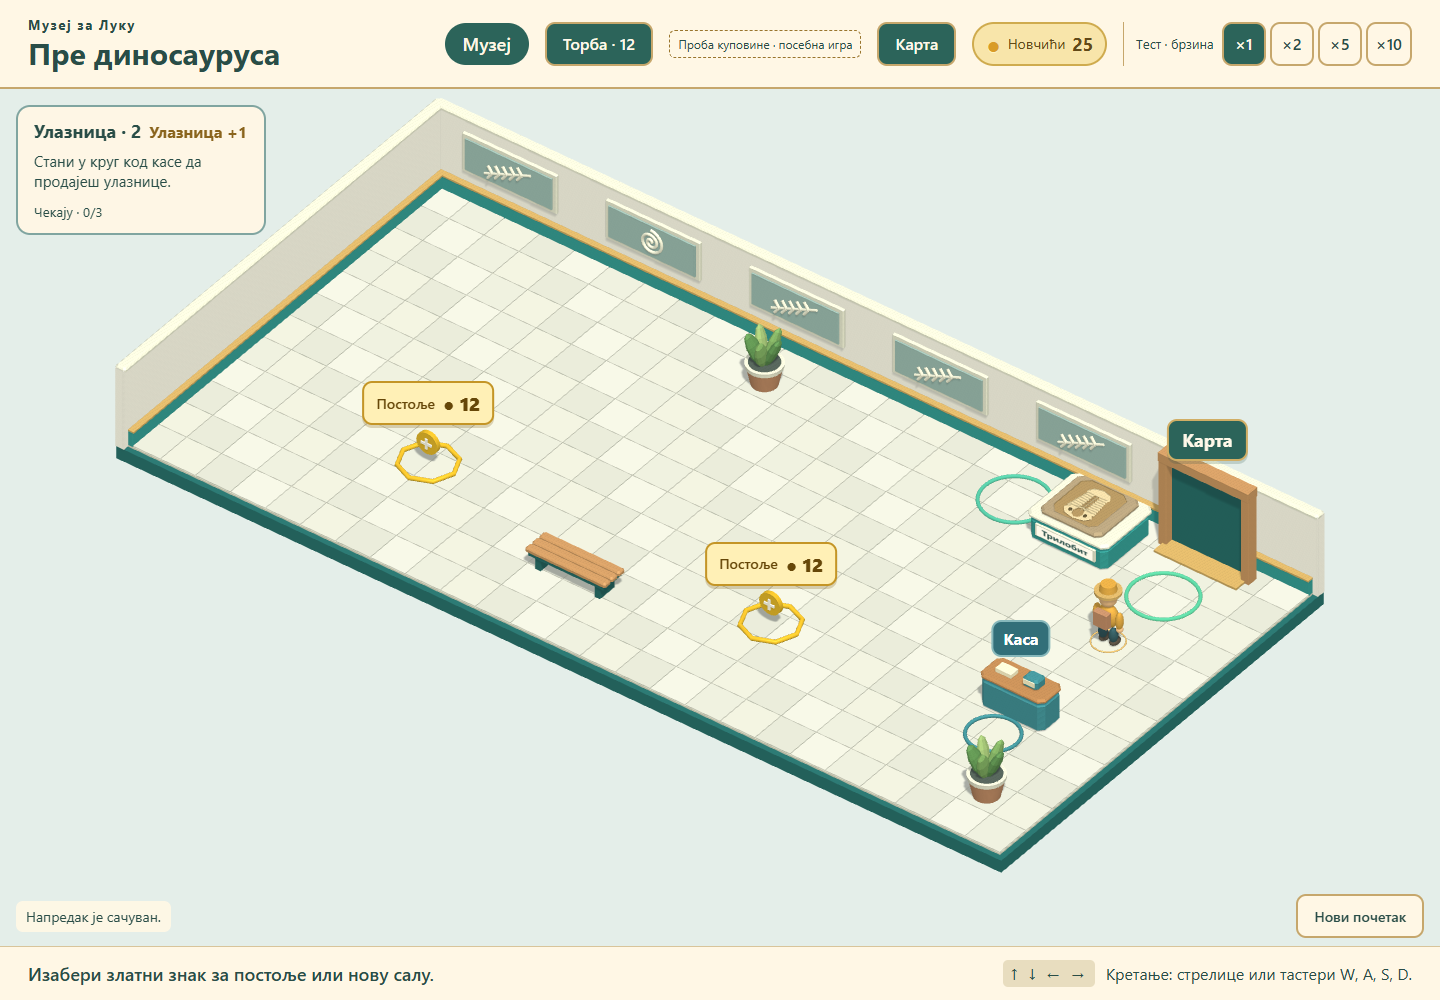 Музеј за Луку
Пре диносауруса
Музеј
Торба · 12
Проба куповине · посебна игра
Карта
Новчићи 25
Тест · брзина
×1
×2
×5
×10
Улазница · 2 Улазница +1
Стани у круг код касе да
продајеш улазнице.
Чекају · 0/3
Постоље 12
Карта
Трилобит
Постоље 12
Каса
Напредак је сачуван.
Нови почетак
Изабери златни знак за постоље или нову салу.
↑ ↓ ← → Кретање: стрелице или тастери W, A, S, D.